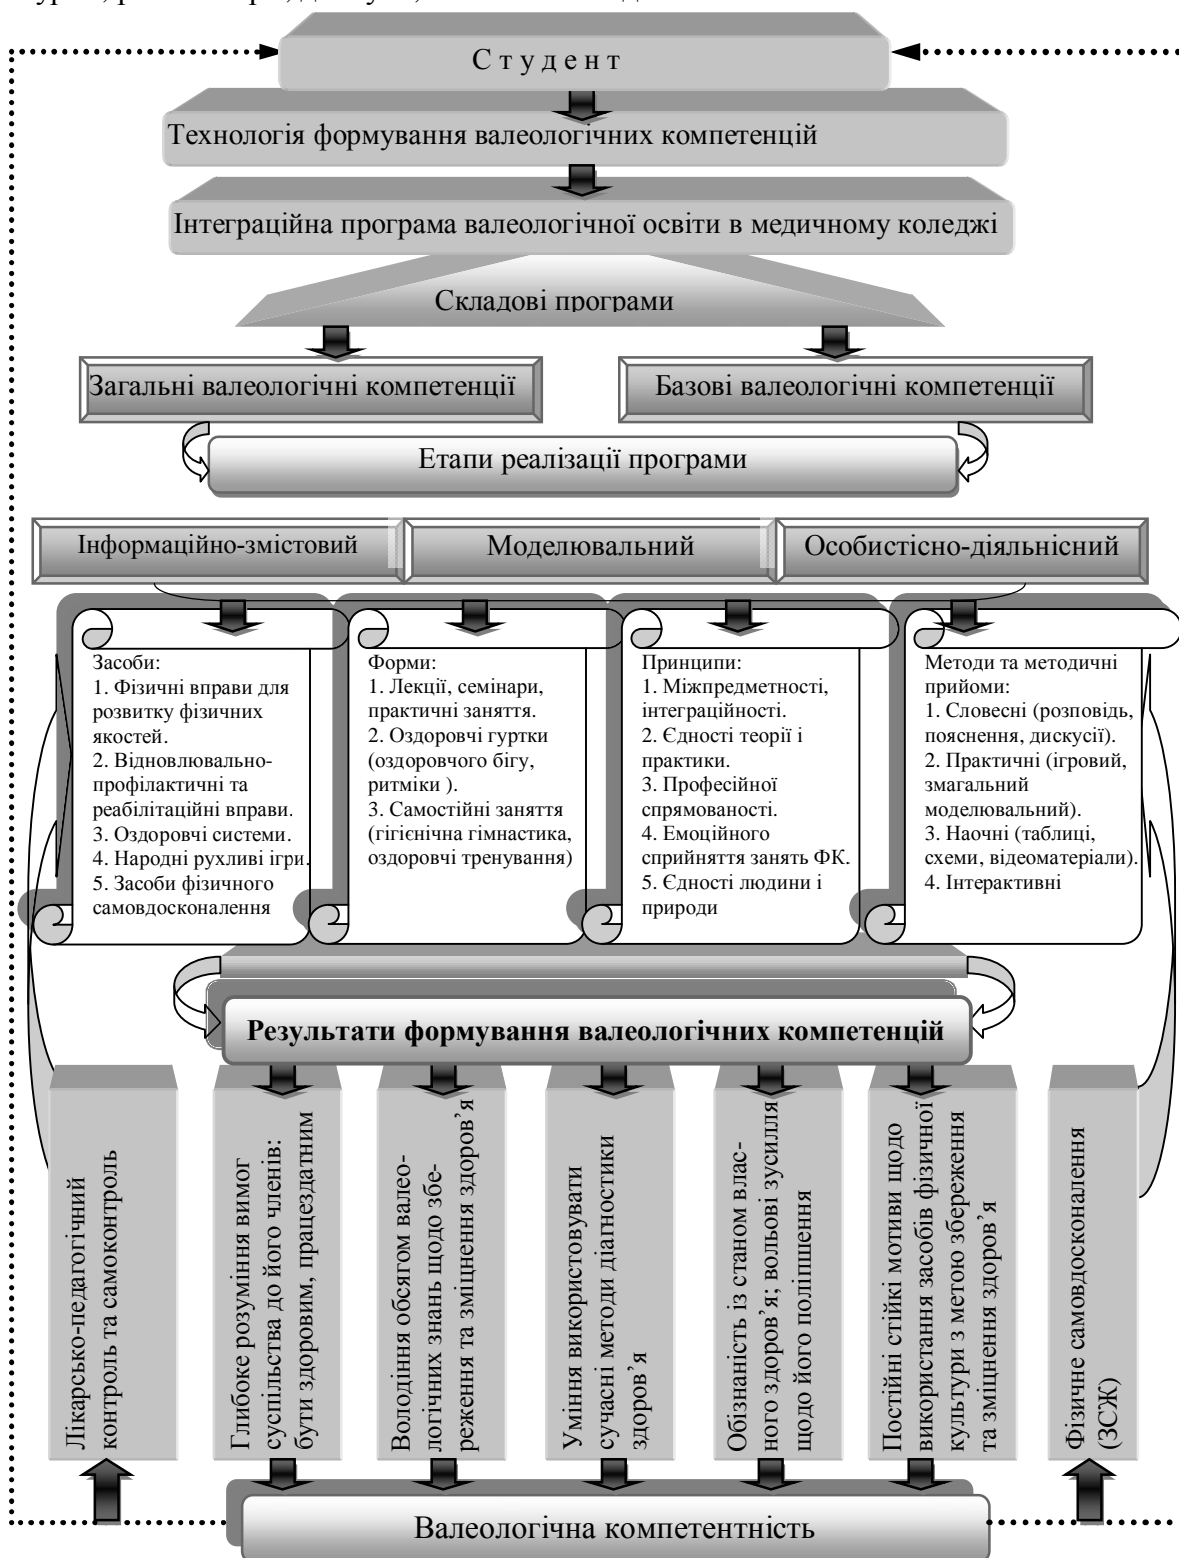 С т у д е н т
Технологія формування валеологічних компетенцій
Інтеграційна програма валеологічної освіти в медичному коледжі
Складові програми
Загальні валеологічні компетенції
Базові валеологічні компетенції
Етапи реалізації програми
Інформаційно-змістовий
Моделювальний
Особистісно-діяльнісний
Засоби:
1. Фізичні вправи для
розвитку фізичних
якостей.
2. Відновлювально-
профілактичні та
реабілітаційні вправи.
3. Оздоровчі системи.
4. Народні рухливі ігри.
5. Засоби фізичного
самовдосконалення
Форми:
1. Лекції, семінари,
практичні заняття.
2. Оздоровчі гуртки
(оздоровчого бігу,
ритміки ).
3. Самостійні заняття
(гігієнічна гімнастика,
оздоровчі тренування)
Принципи:
1. Міжпредметності,
інтеграційності.
2. Єдності теорії і
практики.
3. Професійної
спрямованості.
4. Емоційного
сприйняття занять ФК.
5. Єдності людини і
природи
Методи та методичні
прийоми:
1. Словесні (розповідь,
пояснення, дискусії).
2. Практичні (ігровий,
змагальний
моделювальний).
3. Наочні (таблиці,
схеми, відеоматеріали).
4. Інтерактивні
Результати формування валеологічних компетенцій
Лікарсько-педагогічний
контроль та самоконтроль
Глибоке розуміння вимог
суспільства до його членів:
бути здоровим, працездатним
Володіння обсягом валео-
логічних знань щодо збе-
реження та зміцнення здоров’я
Уміння використовувати
сучасні методи діагностики
здоров’я
Обізнаність із станом влас-
ного здоров’я; вольові зусилля
щодо його поліпшення
Постійні стійкі мотиви щодо
використання засобів фізичної
культури з метою збереження
та зміцнення здоров’я
Фізичне самовдосконалення
(ЗСЖ)
Валеологічна компетентність